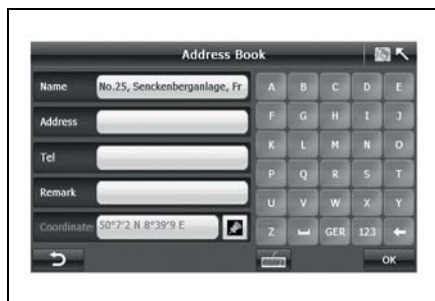 Address Book
Name No.25, Senckenberganlage, Fr
A B C D E
Address
F G H I J
Tel
K L M N O
P Q R S T
Remark
U V W X Y
Coordinate: 50°7'2 N 8°39'9 E
Z GER 123
OK